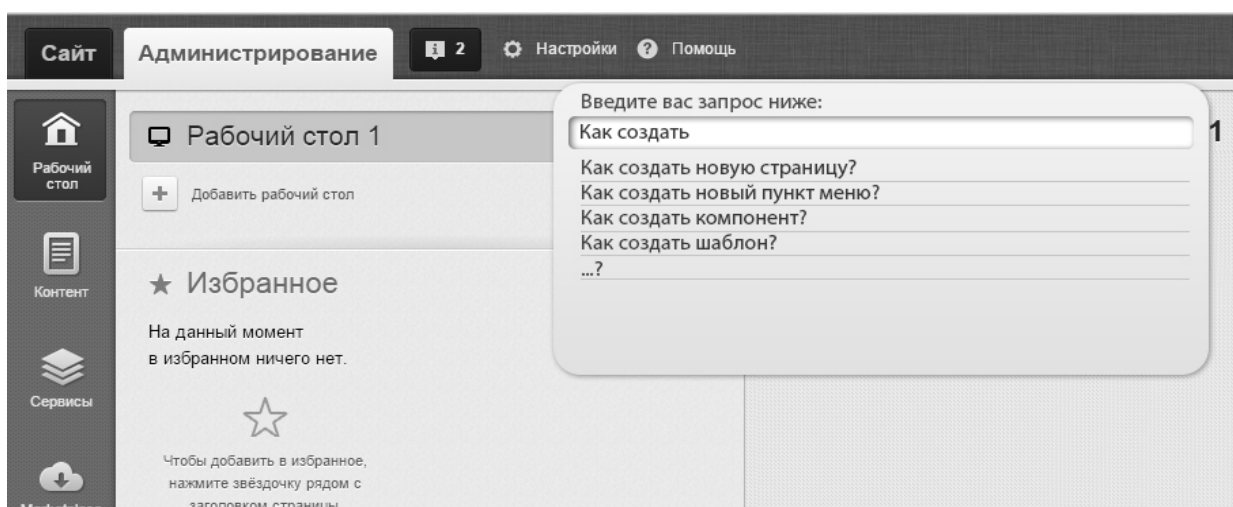 Сайт
Администрирование
2
Настройки
Помощь
Введите вас запрос ниже:
Как создать
Как создать новую страницу?
Как создать новый пункт меню?
Как создать компонент?
Как создать шаблон?
...?
1
Рабочий
стол
Контент
Сервисы
Рабочий стол 1
Добавить рабочий стол
Избранное
На данный момент
в избранном ничего нет.
Чтобы добавить в избранное,
нажмите звёздочку рядом с
заголовком страницы